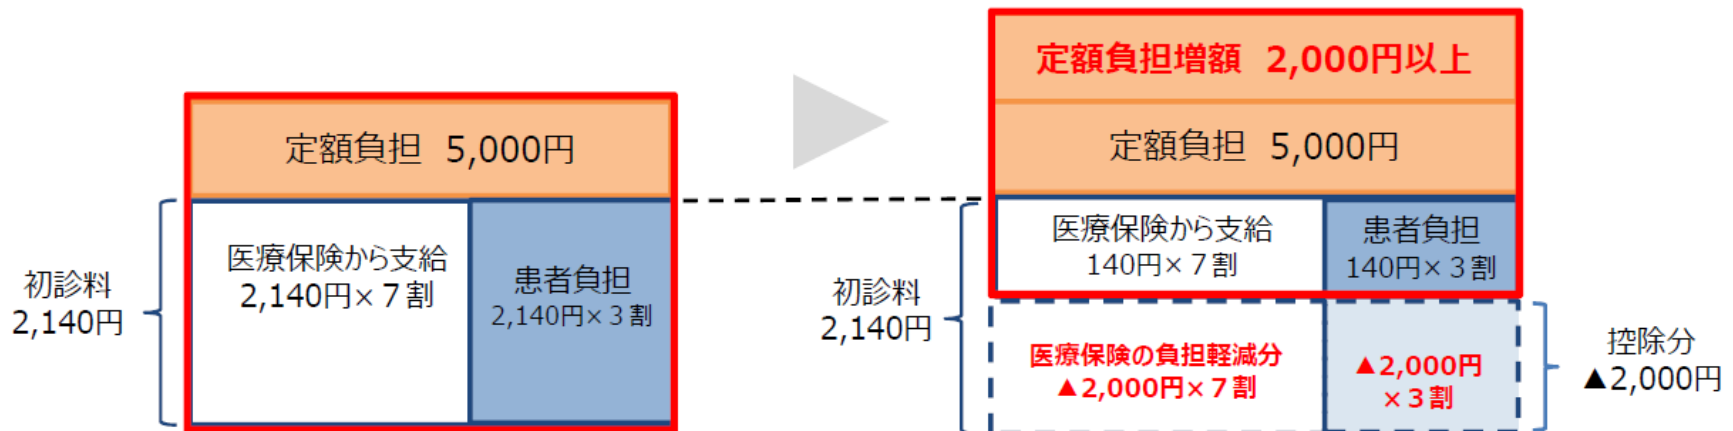 定額負担 5,000円
初診料
2,140円
医療保険から支給
2,140円×７割
患者負担
2,140円×３割
定額負担増額 2,000円以上
定額負担 5,000円
初診料
2,140円
医療保険から支給
140円×７割
患者負担
140円×３割
医療保険の負担軽減分
▲2,000円×７割
▲2,000円
×３割
控除分
▲2,000円